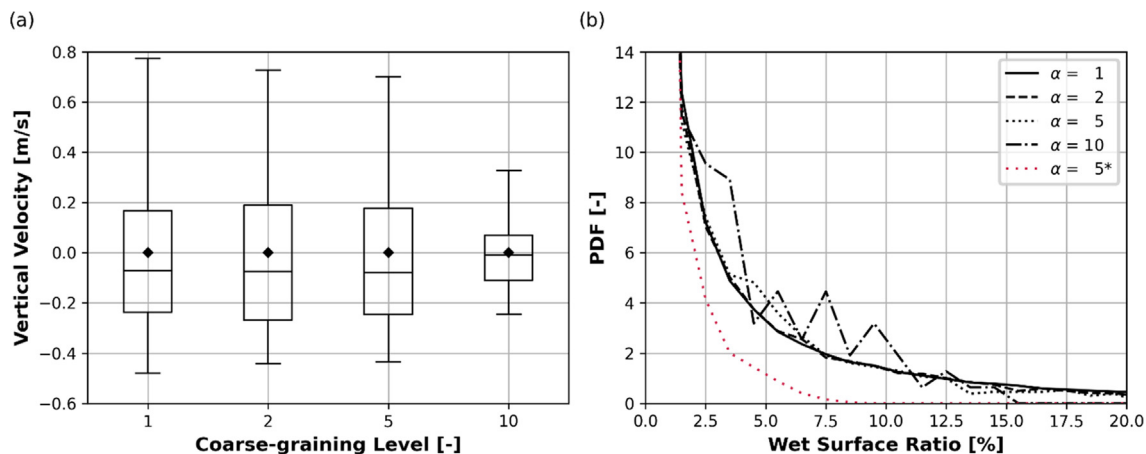 (a)
0.8
0.6
0.4
0.2
0.0
−0.2
−0.4
−0.6
Vertical Velocity [m/s]
1 2 5 10
Coarse-graining Level [-]
(b)
14
12
10
8
6
4
2
0
PDF [-]
0.0 2.5 5.0 7.5 10.0 12.5 15.0 17.5 20.0
Wet Surface Ratio [%]
α = 1
α = 2
α = 5
α = 10
α = 5*